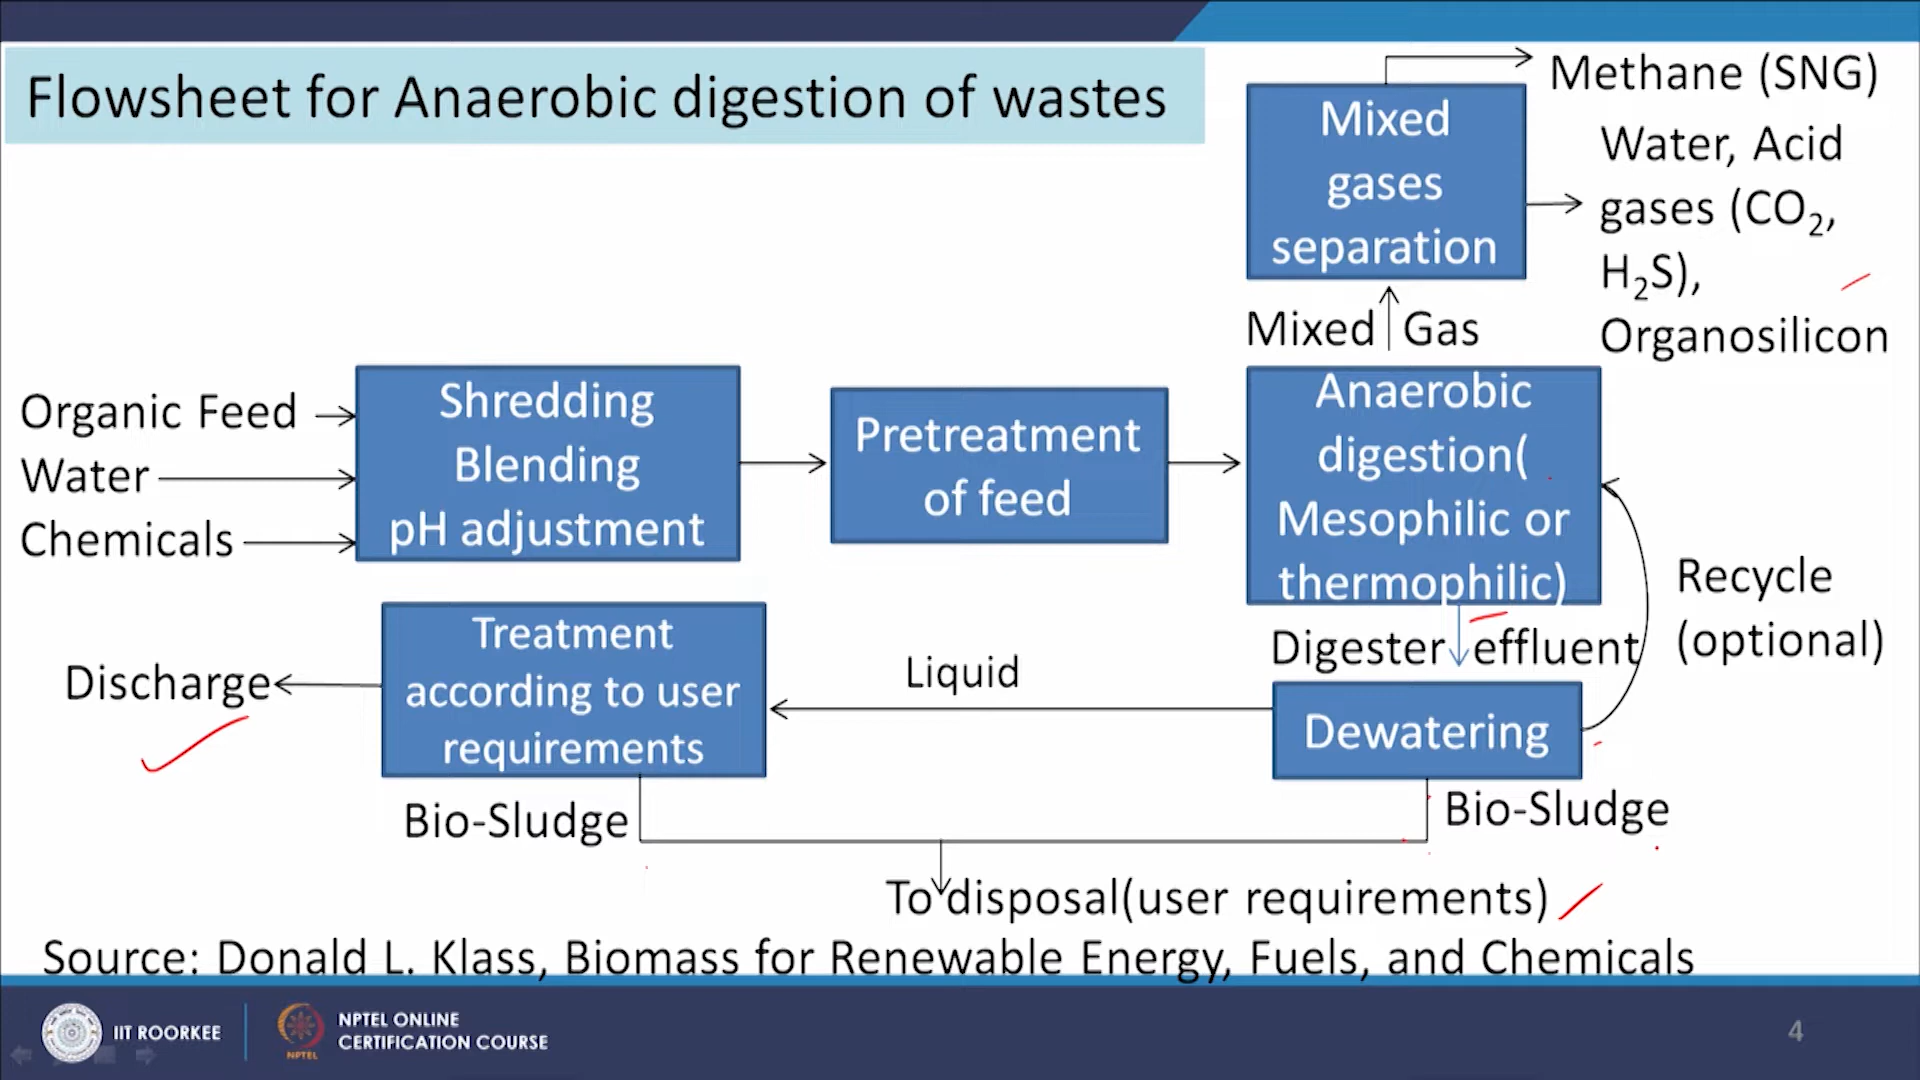 Flowsheet for Anaerobic digestion of wastes
Mixed
gases
separation
Methane (SNG)
Water, Acid
gases (CO₂,
H₂S),
Organosilicon
Mixed Gas
Organic Feed
Water
Chemicals
Shredding
Blending
pH adjustment
Pretreatment
of feed
Anaerobic
digestion(
Mesophilic or
thermophilic)
Recycle
(optional)
Digester effluent
Dewatering
Liquid
Treatment
according to user
requirements
Discharge
Bio-Sludge
Bio-Sludge
To disposal(user requirements)
Source: Donald L. Klass, Biomass for Renewable Energy, Fuels, and Chemicals
IIT ROORKEE
NPTEL
NPTEL ONLINE
CERTIFICATION COURSE
4